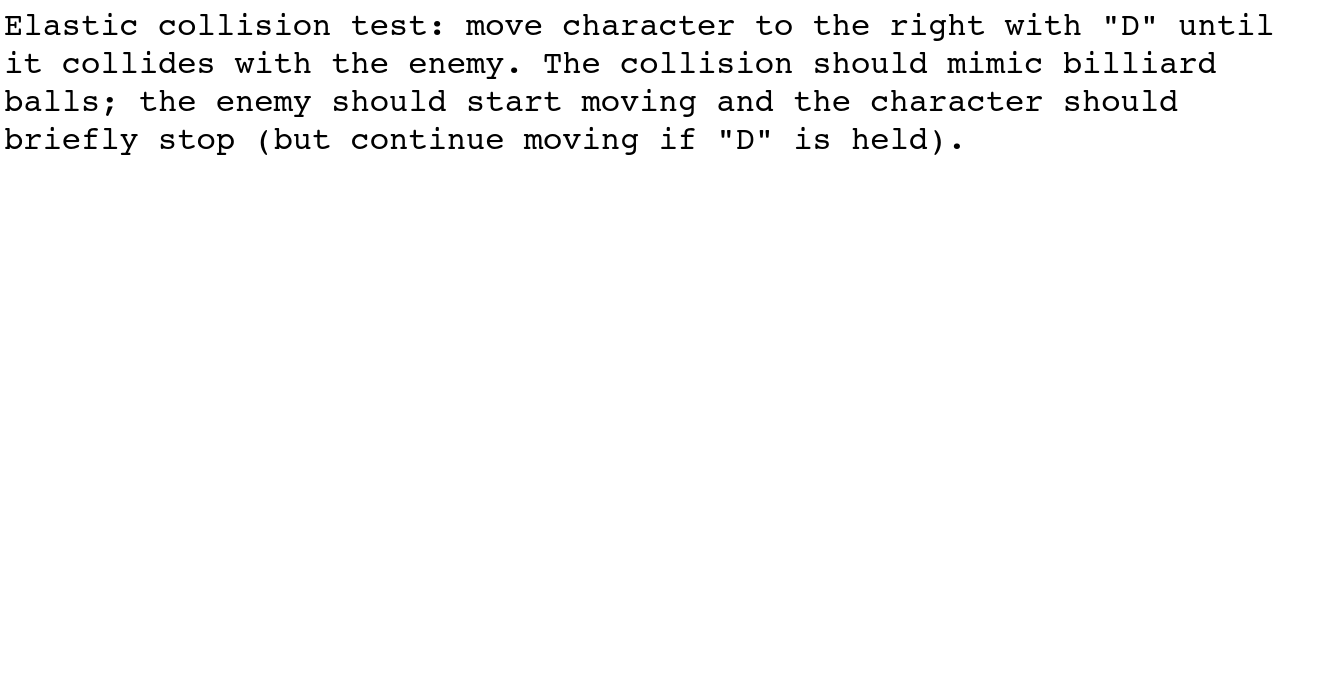 Elastic collision test: move character to the right with "D" until
it collides with the enemy. The collision should mimic billiard
balls; the enemy should start moving and the character should
briefly stop (but continue moving if "D" is held).